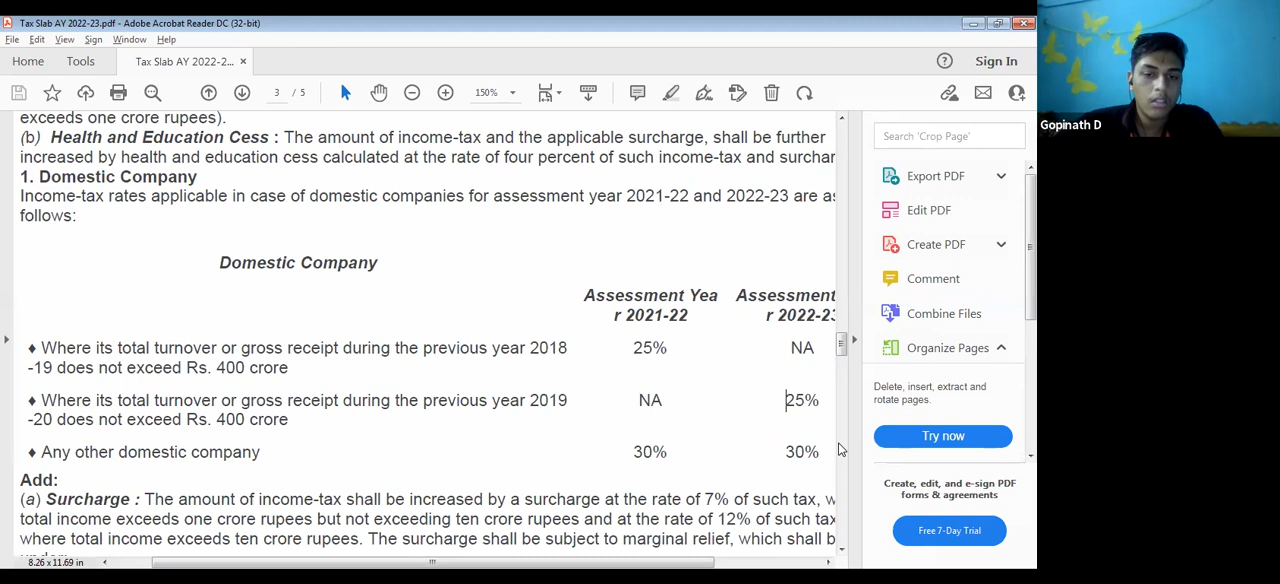 Tax Slab AY 2022-23.pdf - Adobe Acrobat Reader DC (32-bit)
File Edit View Sign Window Help
Home Tools Tax Slab AY 2022-2... × Sign In
3 / 5 150%
exceeds one crore rupees).
(b) Health and Education Cess : The amount of income-tax and the applicable surcharge, shall be further
increased by health and education cess calculated at the rate of four percent of such income-tax and surchar
1. Domestic Company
Income-tax rates applicable in case of domestic companies for assessment year 2021-22 and 2022-23 are as
follows:
Domestic Company
Assessment Yea Assessment
r 2021-22 r 2022-23
♦ Where its total turnover or gross receipt during the previous year 2018 25% NA
-19 does not exceed Rs. 400 crore
♦ Where its total turnover or gross receipt during the previous year 2019 NA 25%
-20 does not exceed Rs. 400 crore
♦ Any other domestic company 30% 30%
Add:
(a) Surcharge : The amount of income-tax shall be increased by a surcharge at the rate of 7% of such tax, w
total income exceeds one crore rupees but not exceeding ten crore rupees and at the rate of 12% of such tax
where total income exceeds ten crore rupees. The surcharge shall be subject to marginal relief, which shall b
8.26 x 11.69 in
Search 'Crop Page'
Export PDF
Edit PDF
Create PDF
Comment
Combine Files
Organize Pages
Delete, insert, extract and
rotate pages.
Try now
Create, edit, and e-sign PDF
forms & agreements
Free 7-Day Trial
Gopinath D